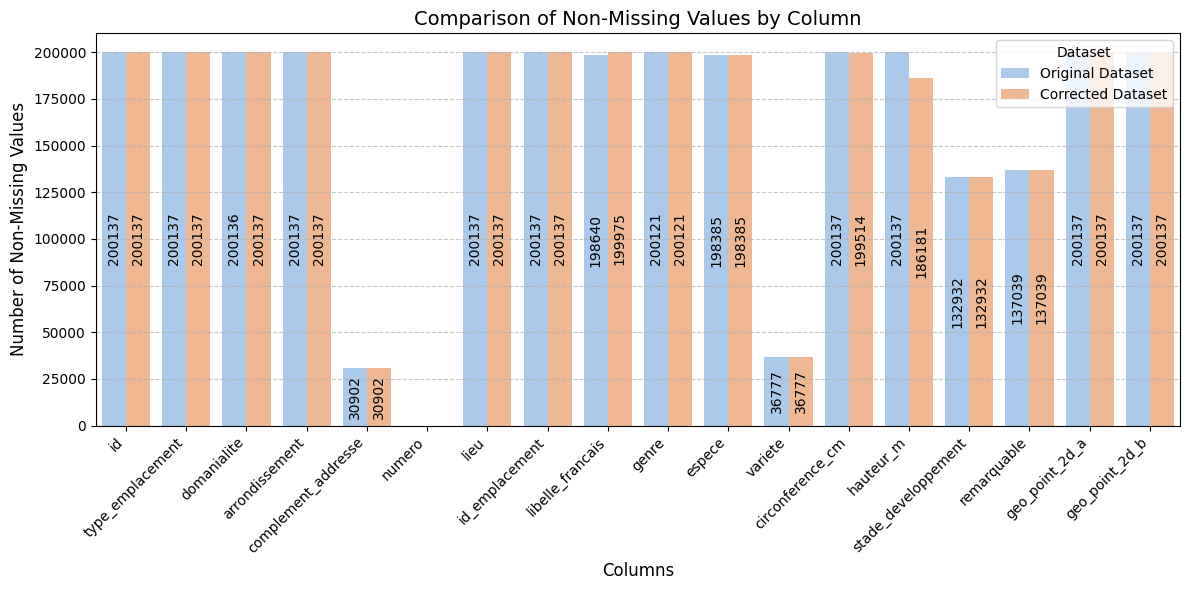 Comparison of Non-Missing Values by Column
Number of Non-Missing Values
200000
175000
150000
125000
100000
75000
50000
25000
0
Dataset
Original Dataset
Corrected Dataset
200137
200137
200137
200137
200136
200137
200137
200137
30902
30902
200137
200137
200137
200137
198640
199975
200121
200121
198385
198385
36777
36777
200137
199514
200137
186181
132932
132932
137039
137039
200137
200137
200137
200137
id
type_emplacement
domanialite
arrondissement
complement_addresse
numero
lieu
id_emplacement
libelle_francais
genre
espece
variete
circonference_cm
hauteur_m
stade_developpement
remarquable
geo_point_2d_a
geo_point_2d_b
Columns